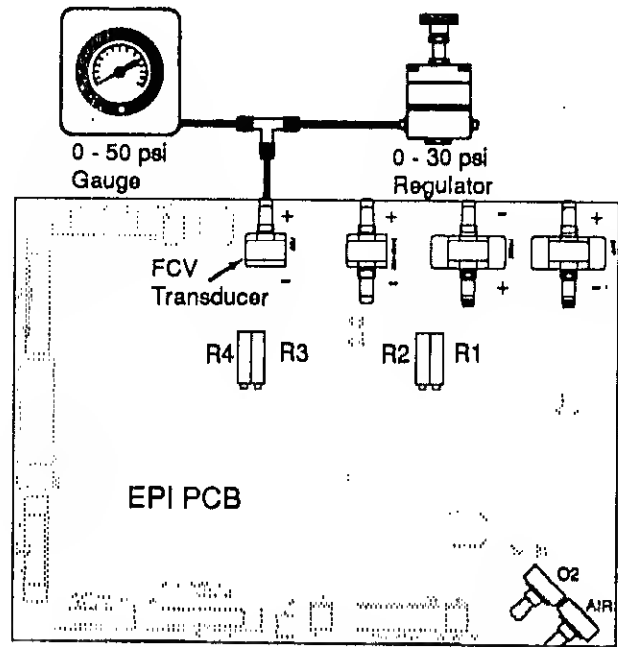 0 - 50 psi
Gauge
0 - 30 psi
Regulator
+
+
-
+
FCV
Transducer
-
-
+
-
R4
R3
R2
R1
EPI PCB
O2
AIR